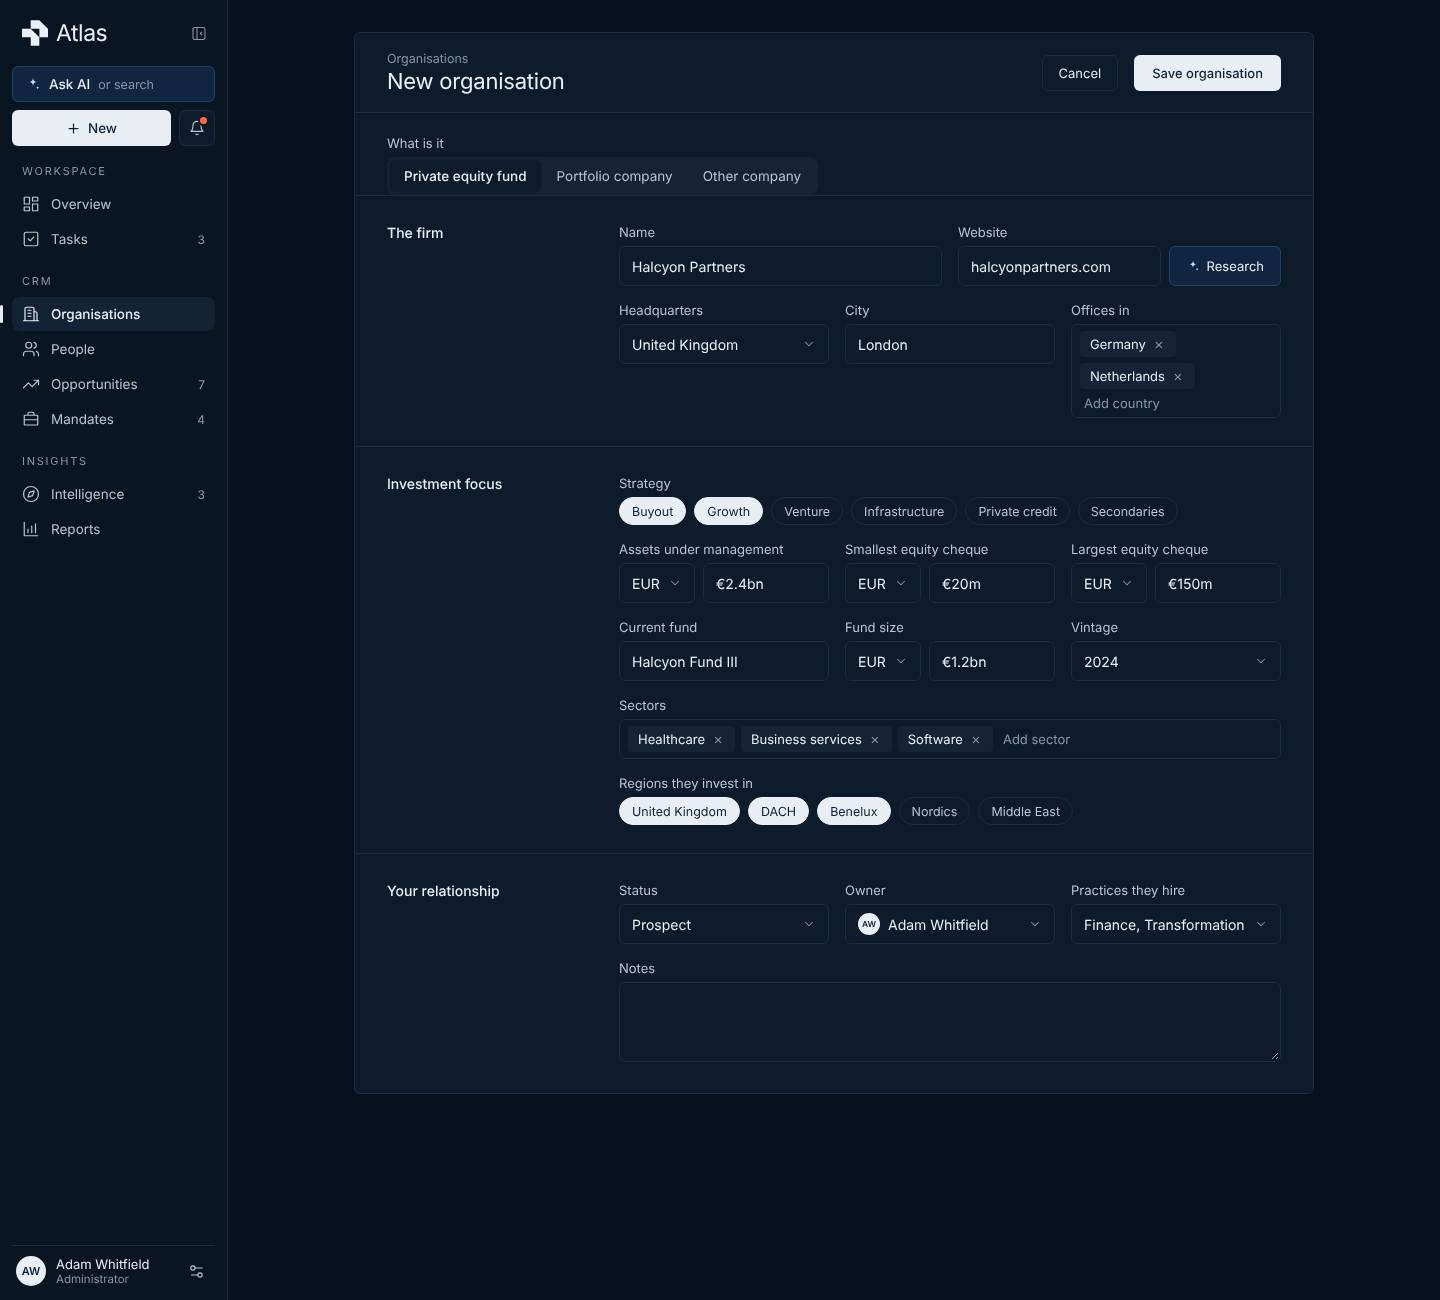 Atlas
Ask AI or search
New
WORKSPACE
Overview
Tasks 3
CRM
Organisations
People
Opportunities 7
Mandates 4
INSIGHTS
Intelligence 3
Reports
AW
Adam Whitfield
Administrator
Organisations
New organisation
Cancel
Save organisation
What is it
Private equity fund Portfolio company Other company
The firm
Name Website
Halcyon Partners halcyonpartners.com Research
Headquarters City Offices in
United Kingdom London Germany ×
Netherlands ×
Add country
Investment focus
Strategy
Buyout Growth Venture Infrastructure Private credit Secondaries
Assets under management Smallest equity cheque Largest equity cheque
EUR €2.4bn EUR €20m EUR €150m
Current fund Fund size Vintage
Halcyon Fund III EUR €1.2bn 2024
Sectors
Healthcare × Business services × Software × Add sector
Regions they invest in
United Kingdom DACH Benelux Nordics Middle East
Your relationship
Status Owner Practices they hire
Prospect AW Adam Whitfield Finance, Transformation
Notes